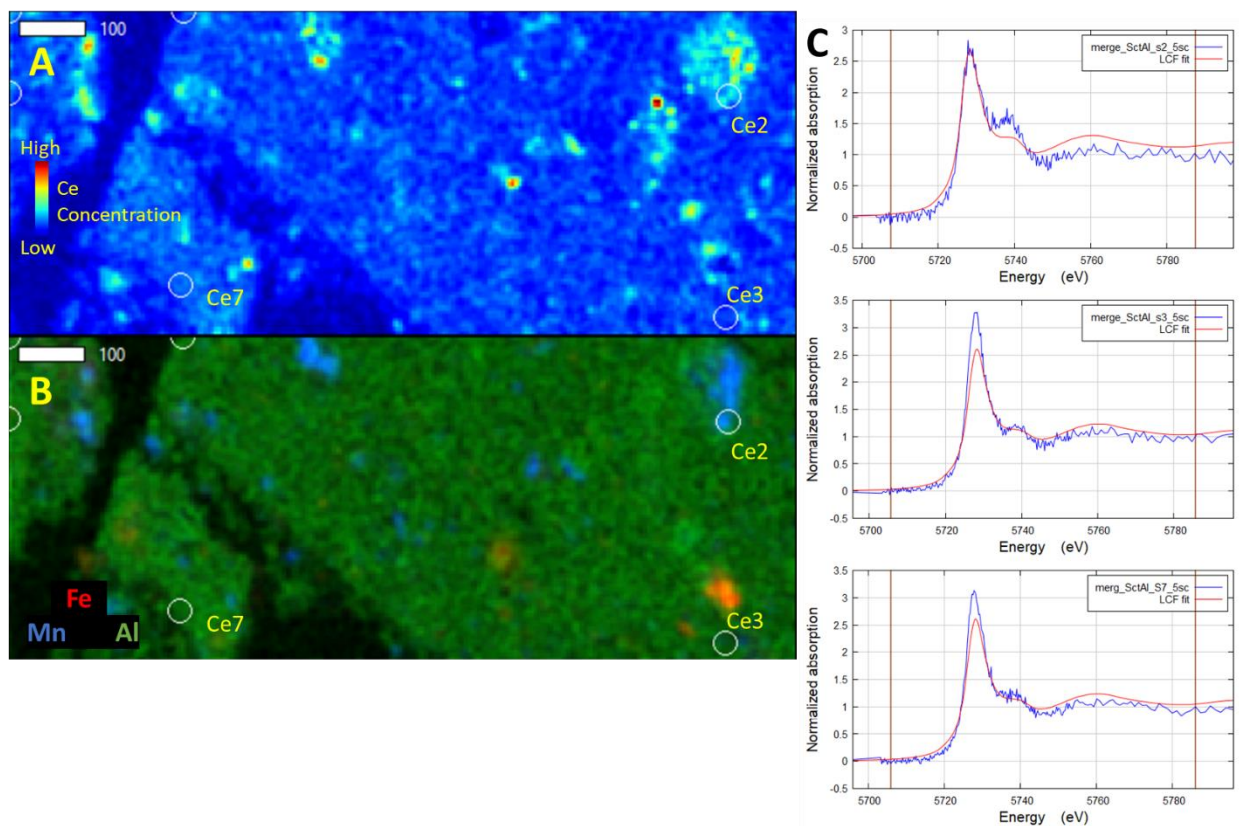 A
100
High
Ce
Concentration
Low
Ce2
Ce7
Ce3
B
100
Ce2
Fe
Mn
Al
Ce7
Ce3
C
merge_SctAl_s2_5sc
LCF fit
Normalized absorption
3
2.5
2
1.5
1
0.5
0
-0.5
5700 5720 5740 5760 5780
Energy (eV)
merge_SctAl_s3_5sc
LCF fit
Normalized absorption
3.5
3
2.5
2
1.5
1
0.5
0
-0.5
5700 5720 5740 5760 5780
Energy (eV)
merg_SctAl_S7_5sc
LCF fit
Normalized absorption
3.5
3
2.5
2
1.5
1
0.5
0
-0.5
5700 5720 5740 5760 5780
Energy (eV)